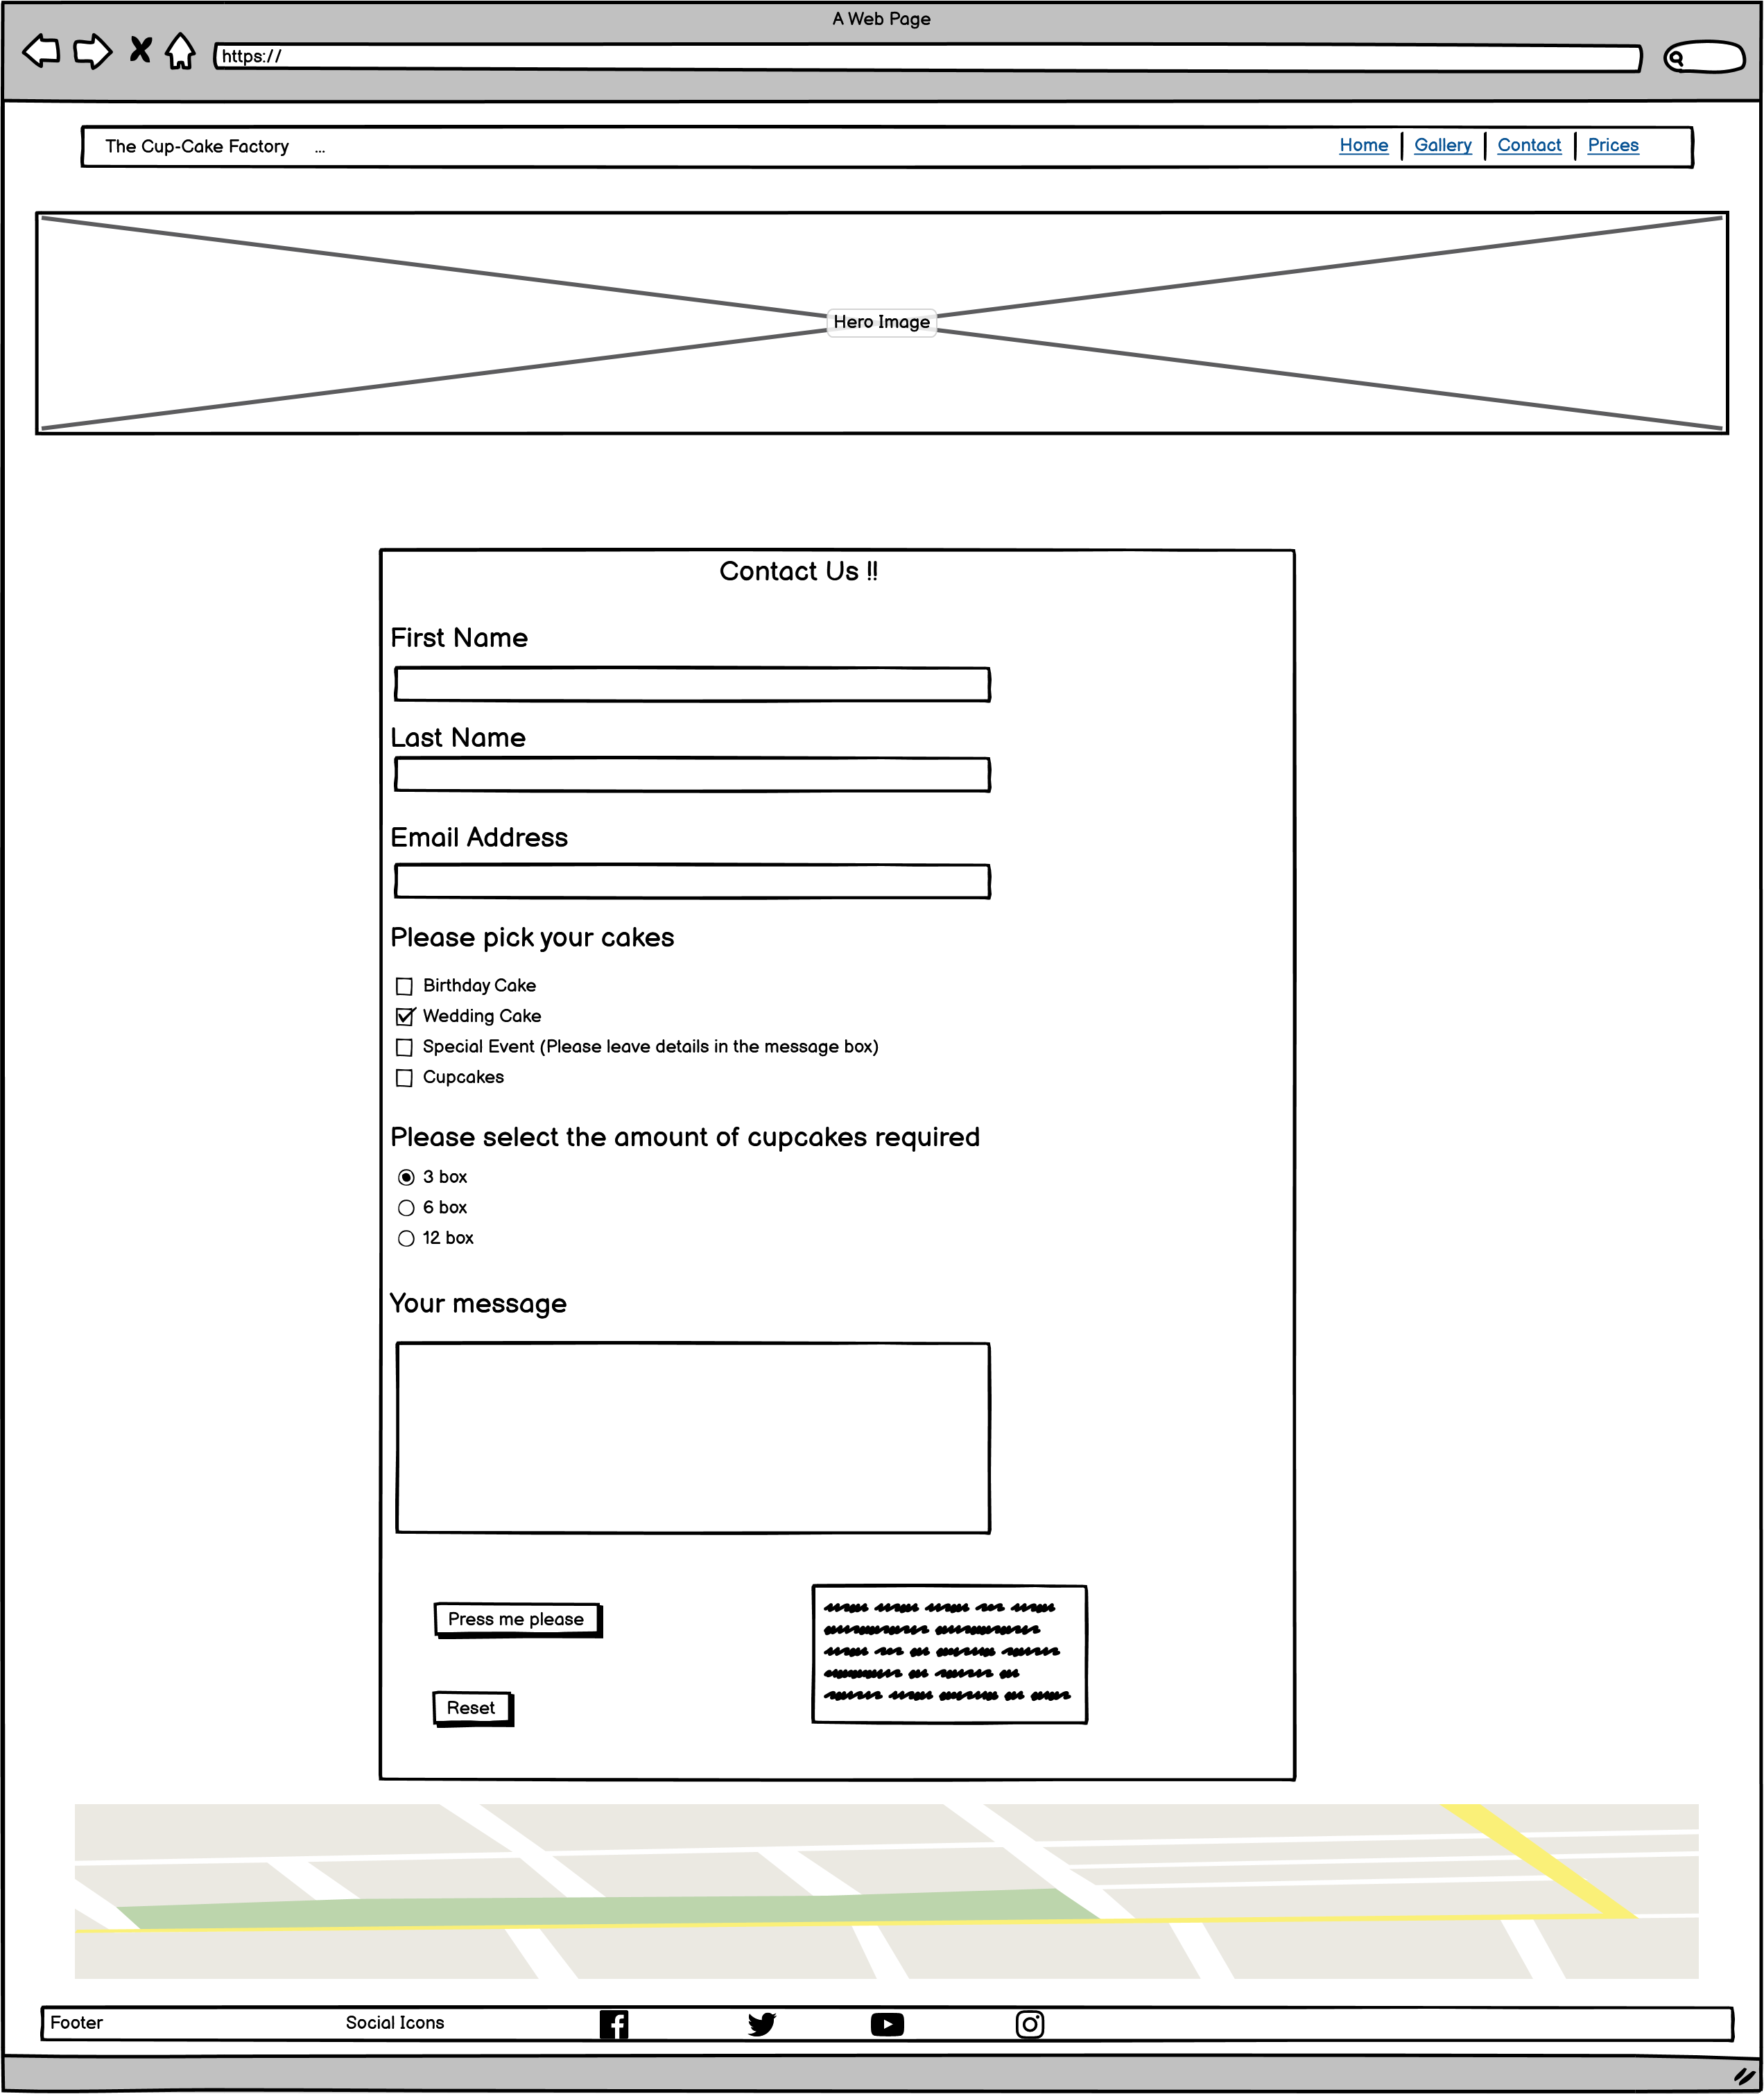 A Web Page
https://
The Cup-Cake Factory ...
Home Gallery Contact Prices
Hero Image
Contact Us !!
First Name
Last Name
Email Address
Please pick your cakes
Birthday Cake
Wedding Cake
Special Event (Please leave details in the message box)
Cupcakes
Please select the amount of cupcakes required
3 box
6 box
12 box
Your message
Press me please
Reset
Footer Social Icons